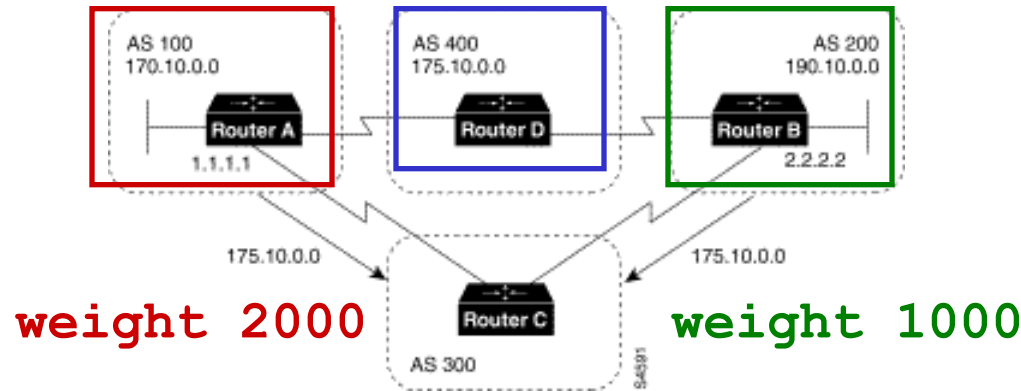 AS 100
170.10.0.0
Router A
1.1.1.1
AS 400
175.10.0.0
Router D
AS 200
190.10.0.0
Router B
2.2.2.2
175.10.0.0
175.10.0.0
weight 2000
weight 1000
Router C
AS 300
S4391